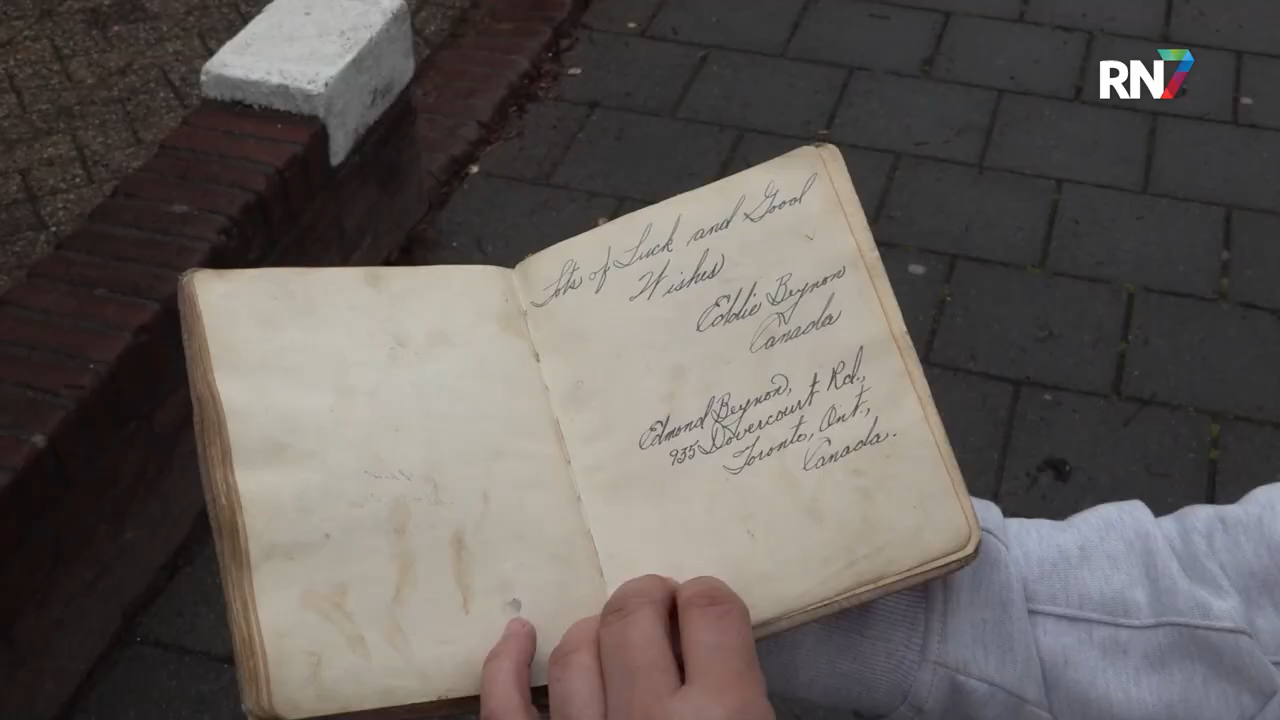 RN7
Lots of Luck and Good
Wishes
Eddie Beynon
Canada
Edmond Beynon,
935 Dovercourt Rd.,
Toronto, Ont.,
Canada.